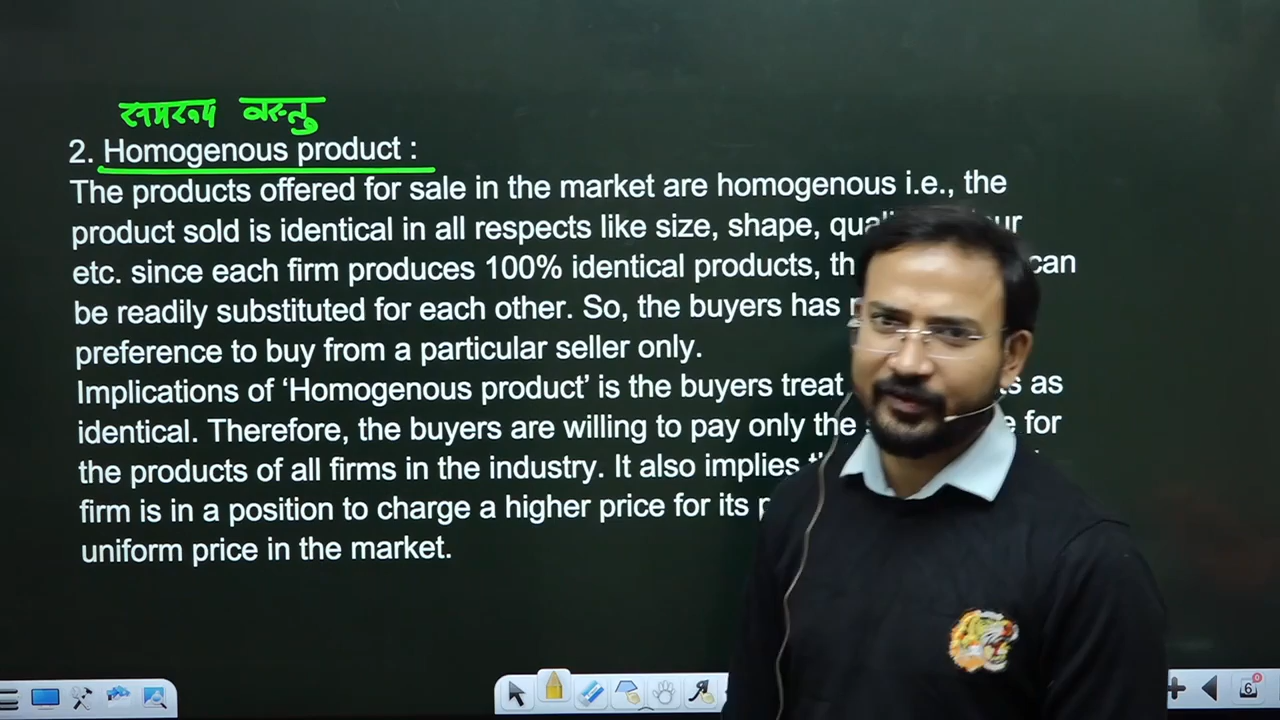 समरूप वस्तु
2. Homogenous product :
The products offered for sale in the market are homogenous i.e., the
product sold is identical in all respects like size, shape,
etc. since each firm produces 100% identical products, can
be readily substituted for each other. So, the buyers has
preference to buy from a particular seller only.
Implications of ‘Homogenous product’ is the buyers treat as
identical. Therefore, the buyers are willing to pay only the for
the products of all firms in the industry. It also implies
firm is in a position to charge a higher price for its
uniform price in the market.